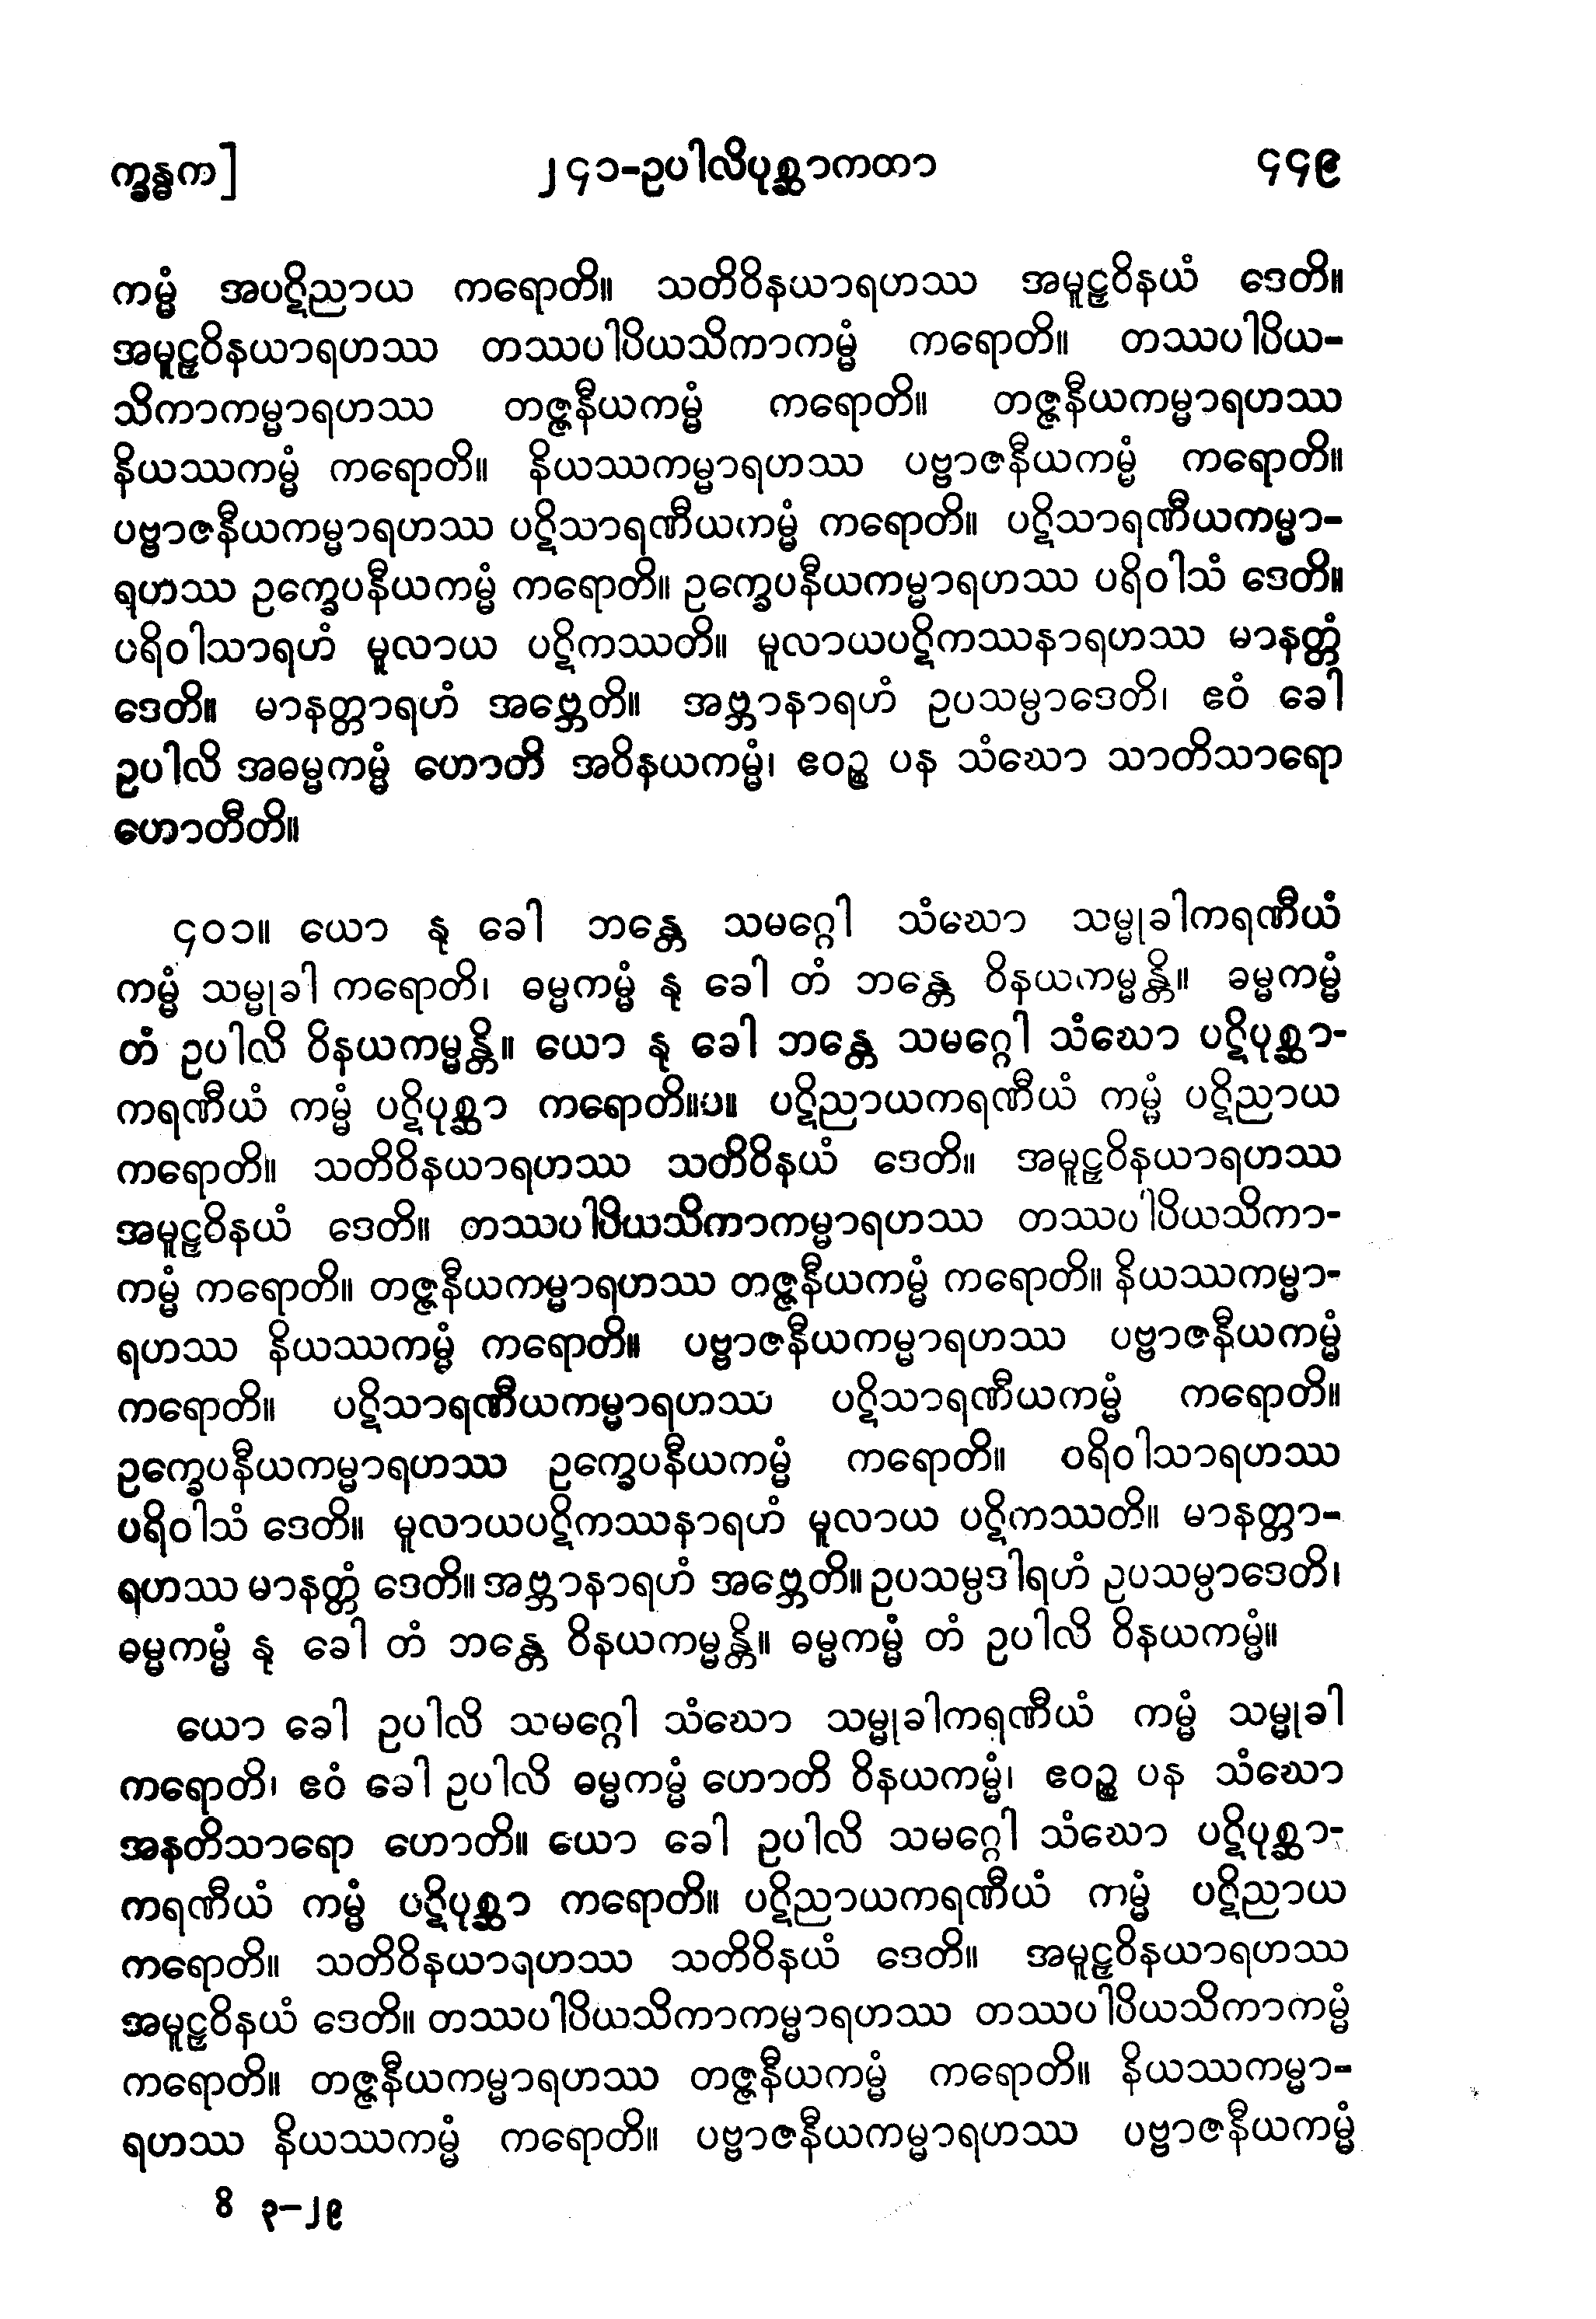 က္ခန္ဓက]
၂၄၁-ဥပါလိပုစ္ဆာကထာ
၄၄၉
ကမ္မံ အပဋိညာယ ကရောတိ။ သတိဝိနယာရဟဿ အမူဠှဝိနယံ ဒေတိ။
အမူဠှဝိနယာရဟဿ တဿပါပိယသိကာကမ္မံ ကရောတိ။ တဿပါပိယ-
သိကာကမ္မာရဟဿ တဇ္ဇနီယကမ္မံ ကရောတိ။ တဇ္ဇနီယကမ္မာရဟဿ
နိယဿကမ္မံ ကရောတိ။ နိယဿကမ္မာရဟဿ ပဗ္ဗာဇနီယကမ္မံ ကရောတိ။
ပဗ္ဗာဇနီယကမ္မာရဟဿ ပဋိသာရဏီယကမ္မံ ကရောတိ။ ပဋိသာရဏီယကမ္မာ-
ရဟဿ ဥက္ခေပနီယကမ္မံ ကရောတိ။ ဥက္ခေပနီယကမ္မာရဟဿ ပရိဝါသံ ဒေတိ။
ပရိဝါသာရဟံ မူလာယ ပဋိကဿတိ။ မူလာယပဋိကဿနာရဟဿ မာနတ္တံ
ဒေတိ။ မာနတ္တာရဟံ အဗ္ဘေတိ။ အဗ္ဘာနာရဟံ ဥပသမ္ပာဒေတိ၊ ဧဝံ ခေါ
ဥပါလိ အဓမ္မကမ္မံ ဟောတိ အဝိနယကမ္မံ၊ ဧဝဉ္စ ပန သံဃော သာတိသာရော
ဟောတီတိ။
၄၀၁။ ယော နု ခေါ ဘန္တေ သမဂ္ဂေါ သံဃော သမ္မုခါကရဏီယံ
ကမ္မံ သမ္မုခါ ကရောတိ၊ ဓမ္မကမ္မံ နု ခေါ တံ ဘန္တေ ဝိနယကမ္မန္တိ။ ဓမ္မကမ္မံ
တံ ဥပါလိ ဝိနယကမ္မန္တိ။ ယော နု ခေါ ဘန္တေ သမဂ္ဂေါ သံဃော ပဋိပုစ္ဆာ-
ကရဏီယံ ကမ္မံ ပဋိပုစ္ဆာ ကရောတိ။ပ။ ပဋိညာယကရဏီယံ ကမ္မံ ပဋိညာယ
ကရောတိ။ သတိဝိနယာရဟဿ သတိဝိနယံ ဒေတိ။ အမူဠှဝိနယာရဟဿ
အမူဠှဝိနယံ ဒေတိ။ တဿပါပိယသိကာကမ္မာရဟဿ တဿပါပိယသိကာ-
ကမ္မံ ကရောတိ။ တဇ္ဇနီယကမ္မာရဟဿ တဇ္ဇနီယကမ္မံ ကရောတိ။ နိယဿကမ္မာ-
ရဟဿ နိယဿကမ္မံ ကရောတိ။ ပဗ္ဗာဇနီယကမ္မာရဟဿ ပဗ္ဗာဇနီယကမ္မံ
ကရောတိ။ ပဋိသာရဏီယကမ္မာရဟဿ ပဋိသာရဏီယကမ္မံ ကရောတိ။
ဥက္ခေပနီယကမ္မာရဟဿ ဥက္ခေပနီယကမ္မံ ကရောတိ။ ပရိဝါသာရဟဿ
ပရိဝါသံ ဒေတိ။ မူလာယပဋိကဿနာရဟံ မူလာယ ပဋိကဿတိ။ မာနတ္တာ-
ရဟဿ မာနတ္တံ ဒေတိ။ အဗ္ဘာနာရဟံ အဗ္ဘေတိ။ ဥပသမ္ပဒါရဟံ ဥပသမ္ပာဒေတိ၊
ဓမ္မကမ္မံ နု ခေါ တံ ဘန္တေ ဝိနယကမ္မန္တိ။ ဓမ္မကမ္မံ တံ ဥပါလိ ဝိနယကမ္မံ။
ယော ခေါ ဥပါလိ သမဂ္ဂေါ သံဃော သမ္မုခါကရဏီယံ ကမ္မံ သမ္မုခါ
ကရောတိ၊ ဧဝံ ခေါ ဥပါလိ ဓမ္မကမ္မံ ဟောတိ ဝိနယကမ္မံ၊ ဧဝဉ္စ ပန သံဃော
အနတိသာရော ဟောတိ။ ယော ခေါ ဥပါလိ သမဂ္ဂေါ သံဃော ပဋိပုစ္ဆာ-
ကရဏီယံ ကမ္မံ ပဋိပုစ္ဆာ ကရောတိ။ ပဋိညာယကရဏီယံ ကမ္မံ ပဋိညာယ
ကရောတိ။ သတိဝိနယာရဟဿ သတိဝိနယံ ဒေတိ။ အမူဠှဝိနယာရဟဿ
အမူဠှဝိနယံ ဒေတိ။ တဿပါပိယသိကာကမ္မာရဟဿ တဿပါပိယသိကာကမ္မံ
ကရောတိ။ တဇ္ဇနီယကမ္မာရဟဿ တဇ္ဇနီယကမ္မံ ကရောတိ။ နိယဿကမ္မာ-
ရဟဿ နိယဿကမ္မံ ကရောတိ။ ပဗ္ဗာဇနီယကမ္မာရဟဿ ပဗ္ဗာဇနီယကမ္မံ
ဝိ ၃-၂၉